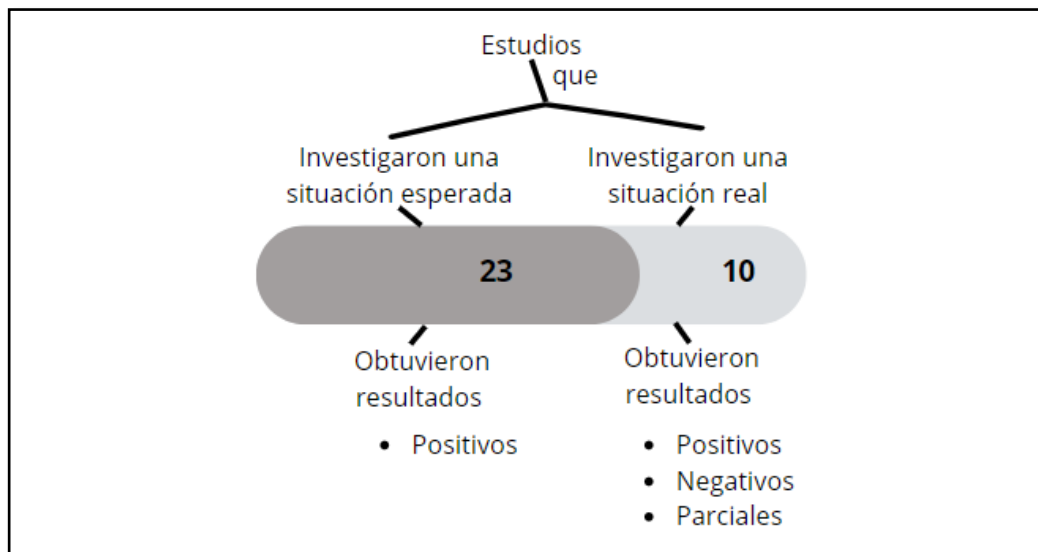 Estudios
que
Investigaron una
situación esperada
Investigaron una
situación real
23
10
Obtuvieron
resultados
• Positivos
Obtuvieron
resultados
• Positivos
• Negativos
• Parciales